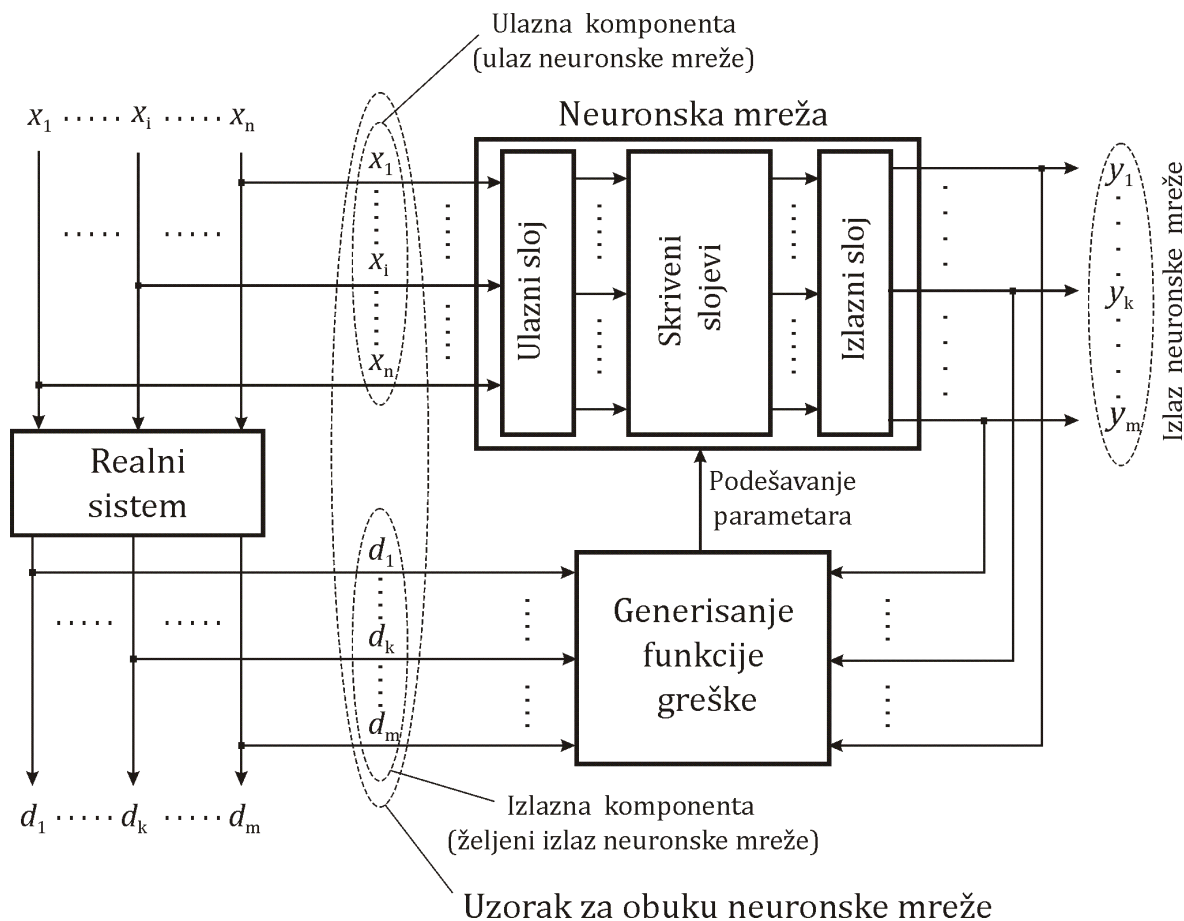 Ulazna komponenta
(ulaz neuronske mreže)
x1 ..... xi ..... xn
Neuronska mreža
x1
xi
xn
..... .....
Ulazni sloj
Skriveni
slojevi
Izlazni sloj
y1
yk
ym
Izlaz neuronske mreže
Realni
sistem
Podešavanje
parametara
d1
dk
dm
..... .....
Generisanje
funkcije
greške
d1 ..... dk ..... dm
Izlazna komponenta
(željeni izlaz neuronske mreže)
Uzorak za obuku neuronske mreže